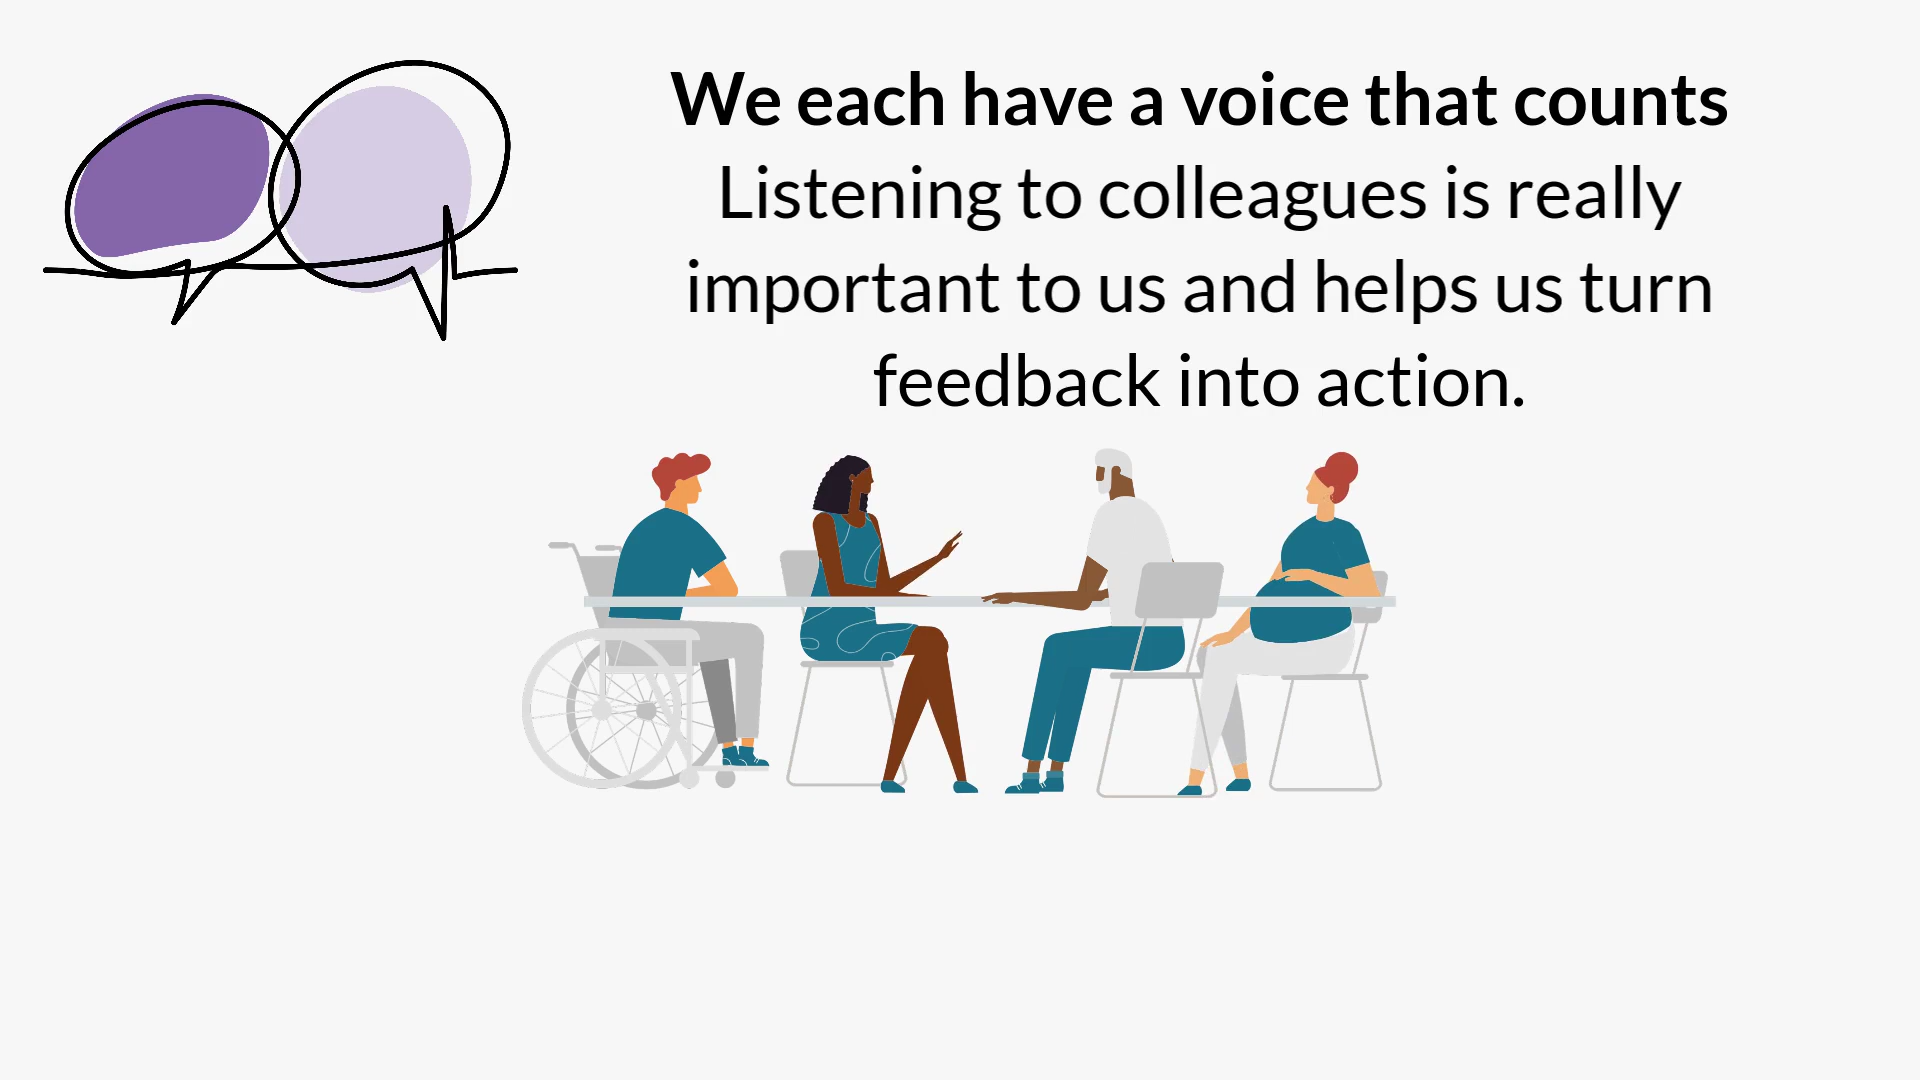 We each have a voice that counts
Listening to colleagues is really
important to us and helps us turn
feedback into action.